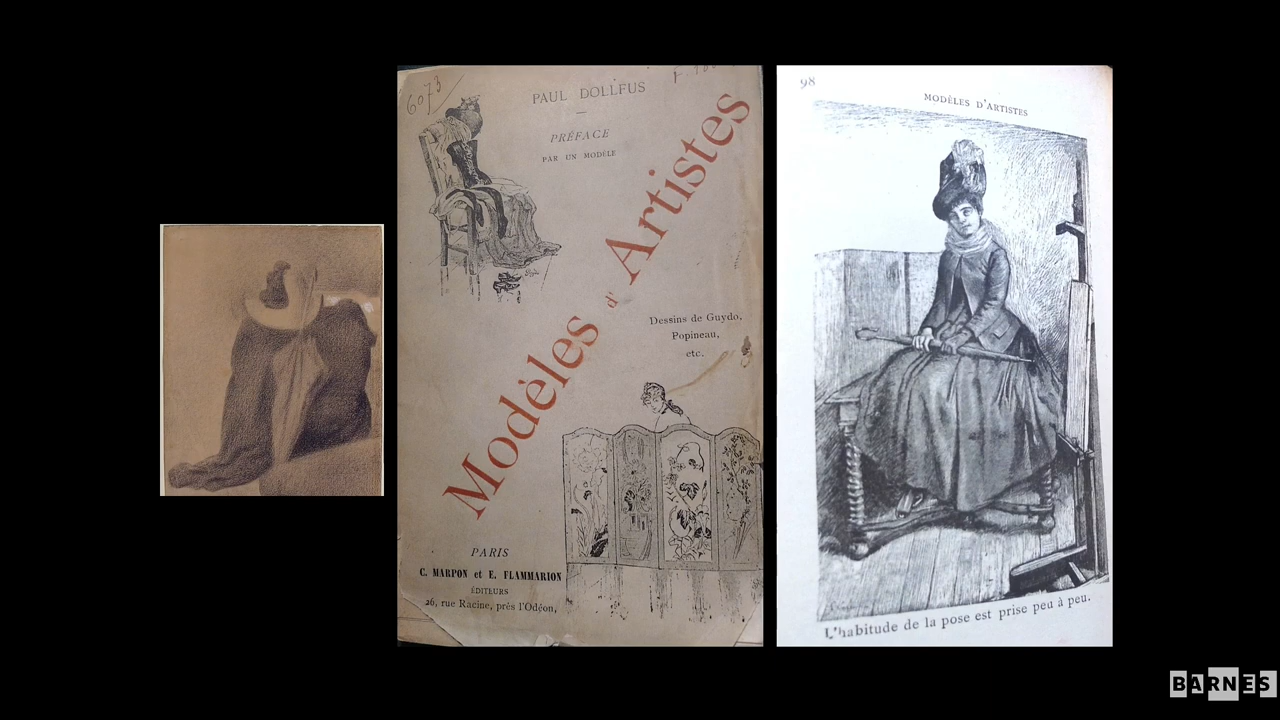 6073
PAUL DOLLFUS
PRÉFACE
PAR UN MODÈLE
Modèles d'Artistes
Dessins de Guydo,
Popineau,
etc.
PARIS
C. MARPON et E. FLAMMARION
ÉDITEURS
26, rue Racine, près l'Odéon,
98
MODÈLES D'ARTISTES
L'habitude de la pose est prise peu à peu.
BARNES